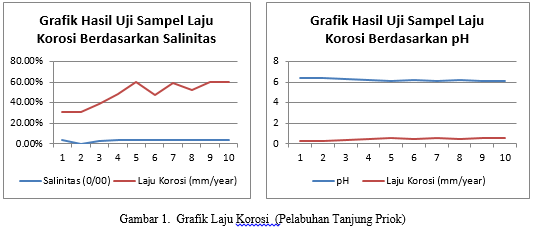 Grafik Hasil Uji Sampel Laju
Korosi Berdasarkan Salinitas
80.00%
60.00%
40.00%
20.00%
0.00%
1 2 3 4 5 6 7 8 9 10
Salinitas (0/00) Laju Korosi (mm/year)
Grafik Hasil Uji Sampel Laju
Korosi Berdasarkan pH
8
6
4
2
0
1 2 3 4 5 6 7 8 9 10
pH Laju Korosi (mm/year)
Gambar 1. Grafik Laju Korosi (Pelabuhan Tanjung Priok)